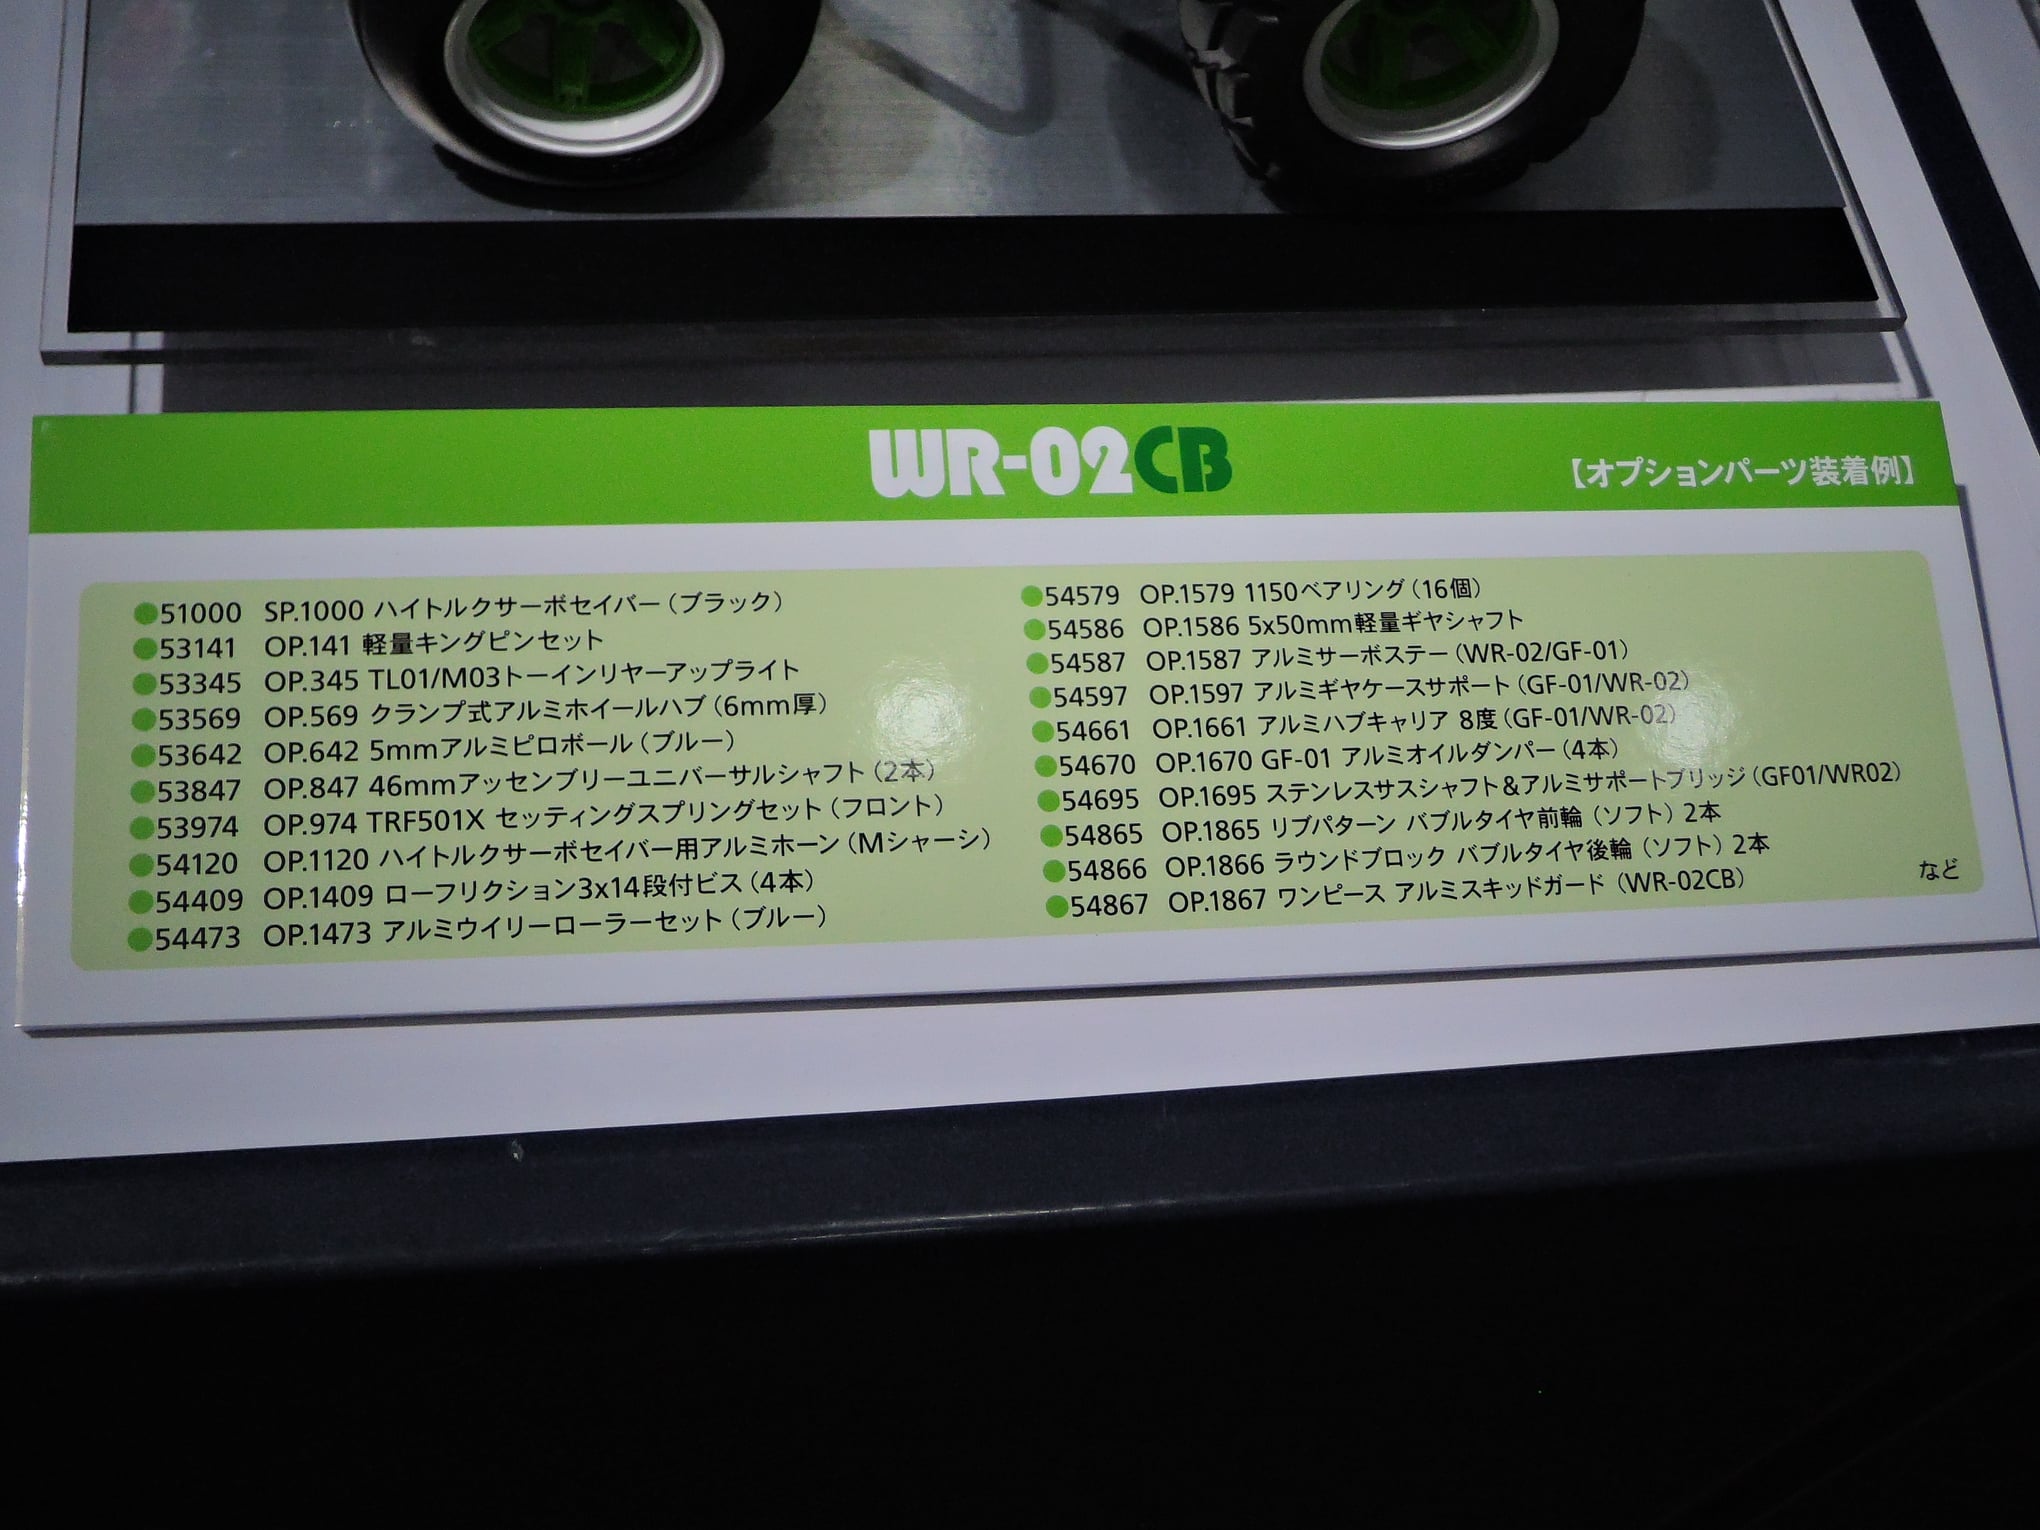 WR-02CB
【オプションパーツ装着例】
●51000 SP.1000 ハイトルクサーボセイバー（ブラック）
●53141 OP.141 軽量キングピンセット
●53345 OP.345 TL01/M03トーインリヤーアップライト
●53569 OP.569 クランプ式アルミホイールハブ（6mm厚）
●53642 OP.642 5mmアルミピロボール（ブルー）
●53847 OP.847 46mmアッセンブリーユニバーサルシャフト（2本）
●53974 OP.974 TRF501X セッティングスプリングセット（フロント）
●54120 OP.1120 ハイトルクサーボセイバー用アルミホーン（Mシャーシ）
●54409 OP.1409 ローフリクション3x14段付ビス（4本）
●54473 OP.1473 アルミウイリーローラーセット（ブルー）
●54579 OP.1579 1150ベアリング（16個）
●54586 OP.1586 5x50mm軽量ギヤシャフト
●54587 OP.1587 アルミサーボステー（WR-02/GF-01）
●54597 OP.1597 アルミギヤケースサポート（GF-01/WR-02）
●54661 OP.1661 アルミハブキャリア 8度（GF-01/WR-02）
●54670 OP.1670 GF-01 アルミオイルダンパー（4本）
●54695 OP.1695 ステンレスサスシャフト＆アルミサポートブリッジ（GF01/WR02）
●54865 OP.1865 リブパターン バブルタイヤ前輪（ソフト）2本
●54866 OP.1866 ラウンドブロック バブルタイヤ後輪（ソフト）2本
●54867 OP.1867 ワンピース アルミスキッドガード（WR-02CB）
など